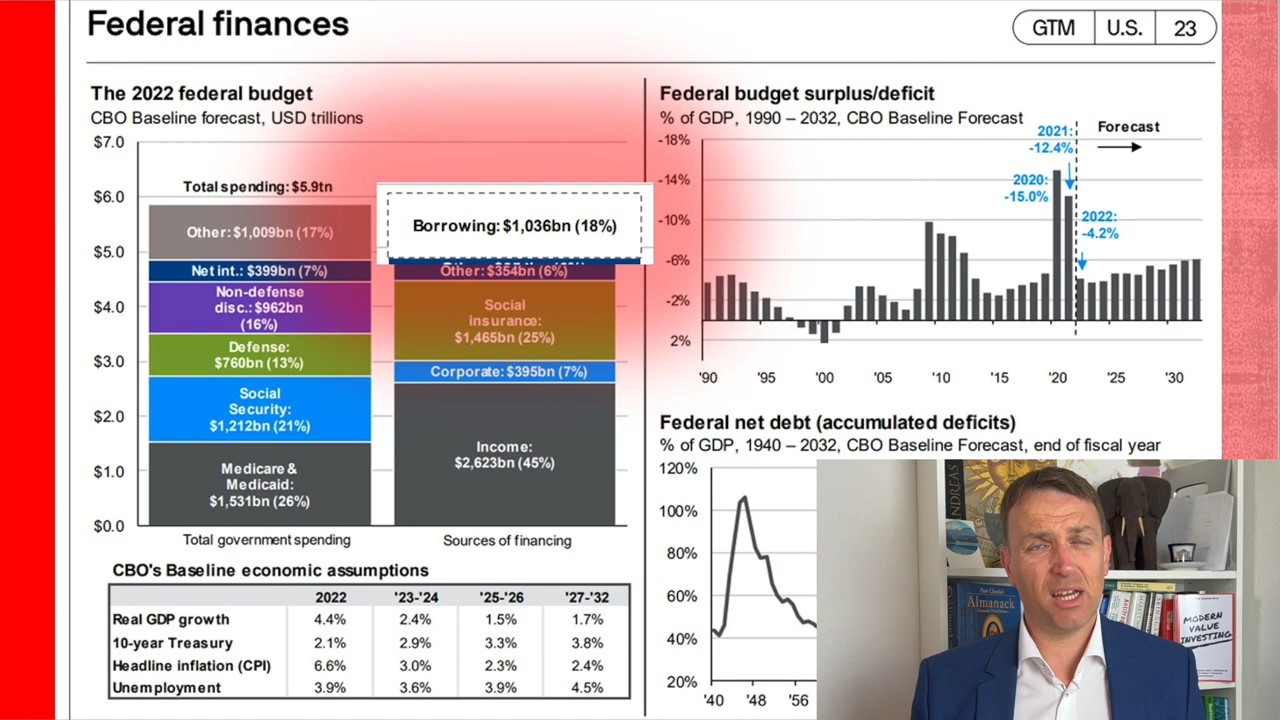 Federal finances
GTM U.S. 23
The 2022 federal budget
CBO Baseline forecast, USD trillions
$7.0
$6.0
$5.0
$4.0
$3.0
$2.0
$1.0
$0.0
Total spending: $5.9tn
Other: $1,009bn (17%)
Net int.: $399bn (7%)
Non-defense
disc.: $962bn
(16%)
Defense:
$760bn (13%)
Social
Security:
$1,212bn (21%)
Medicare &
Medicaid:
$1,531bn (26%)
Total government spending
Borrowing: $1,036bn (18%)
Other: $354bn (6%)
Social
insurance:
$1,465bn (25%)
Corporate: $395bn (7%)
Income:
$2,623bn (45%)
Sources of financing
CBO's Baseline economic assumptions
2022 '23-'24 '25-'26 '27-'32
Real GDP growth 4.4% 2.4% 1.5% 1.7%
10-year Treasury 2.1% 2.9% 3.3% 3.8%
Headline inflation (CPI) 6.6% 3.0% 2.3% 2.4%
Unemployment 3.9% 3.6% 3.9% 4.5%
Federal budget surplus/deficit
% of GDP, 1990 – 2032, CBO Baseline Forecast
-18%
-14%
-10%
-6%
-2%
2%
2021:
-12.4%
Forecast
2020:
-15.0%
2022:
-4.2%
'90 '95 '00 '05 '10 '15 '20 '25 '30
Federal net debt (accumulated deficits)
% of GDP, 1940 – 2032, CBO Baseline Forecast, end of fiscal year
120%
100%
80%
60%
40%
20%
'40 '48 '56
ANDREAS
Almanack
MODERN
VALUE
INVESTING